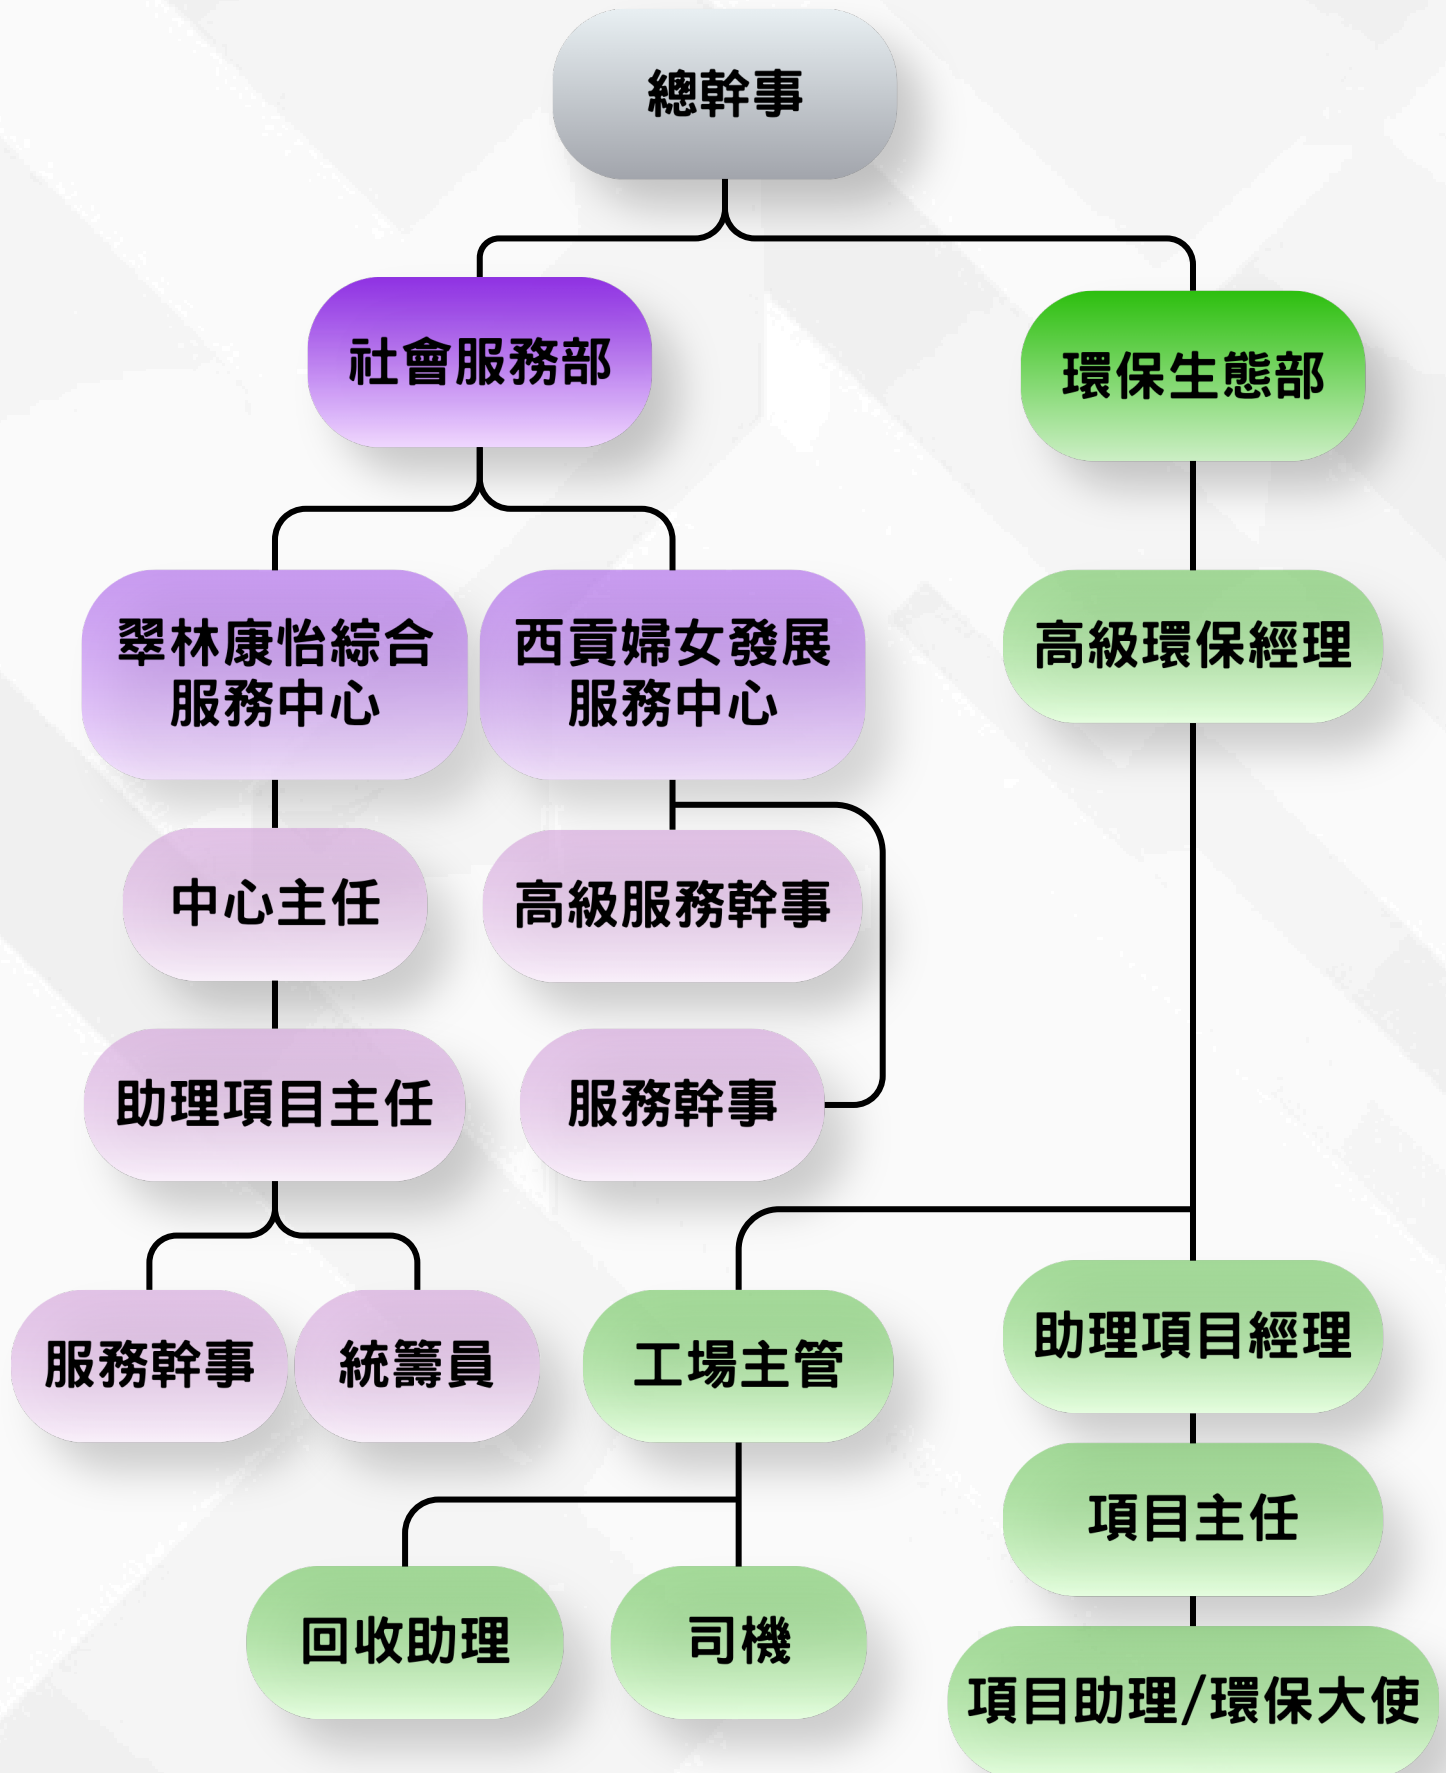 總幹事
社會服務部
環保生態部
翠林康怡綜合
服務中心
西貢婦女發展
服務中心
高級環保經理
中心主任
高級服務幹事
助理項目主任
服務幹事
服務幹事
統籌員
工場主管
助理項目經理
項目主任
回收助理
司機
項目助理/環保大使